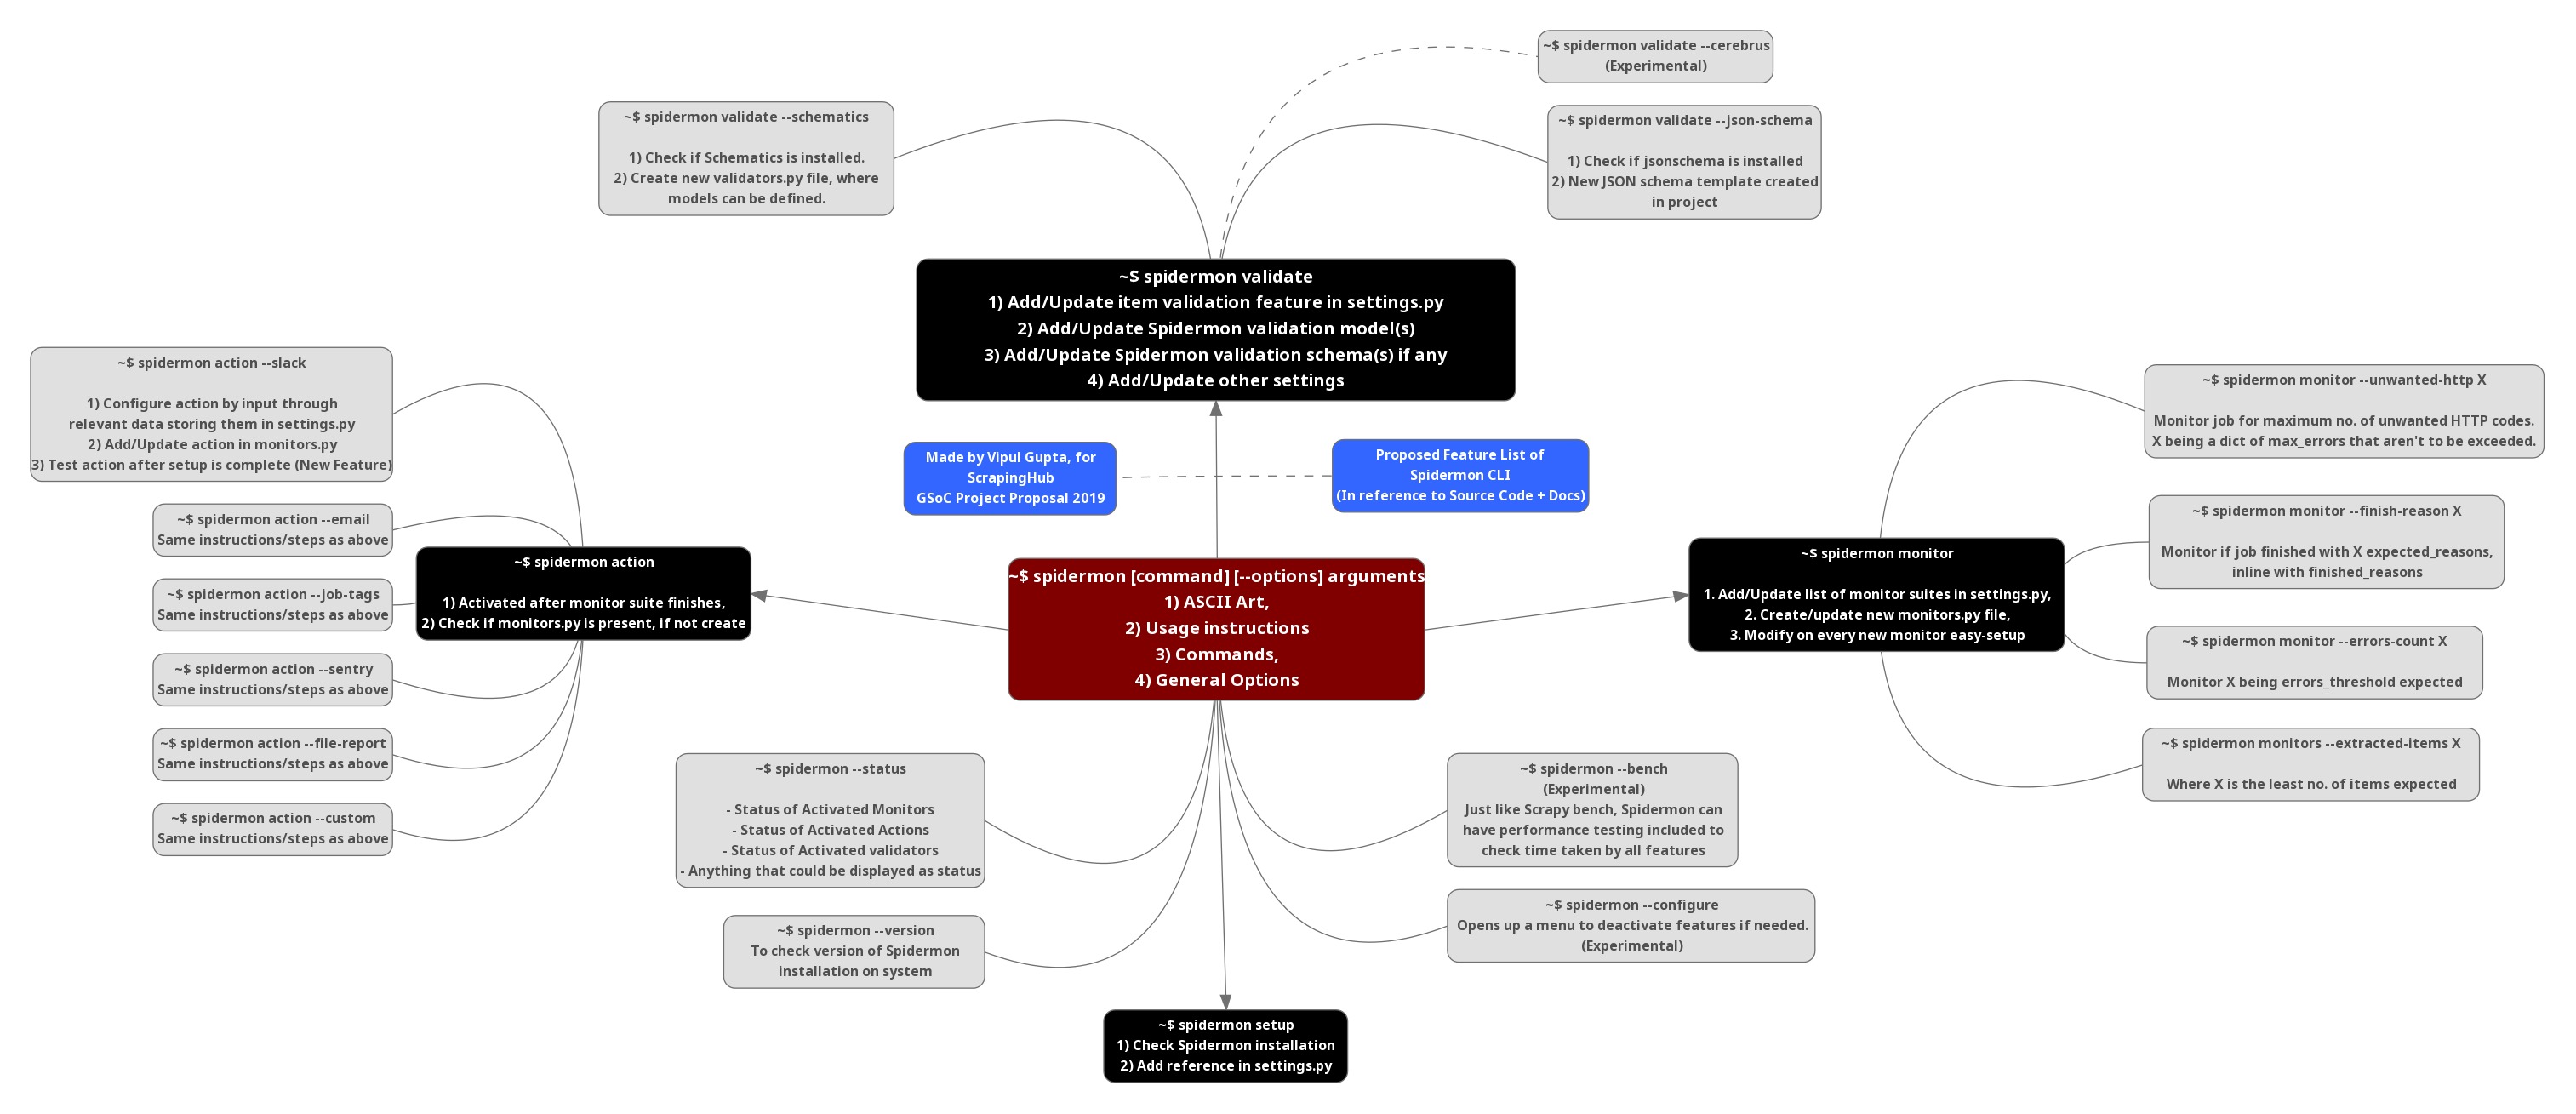 ~$ spidermon validate --cerebrus
(Experimental)
~$ spidermon validate --schematics
1) Check if Schematics is installed.
2) Create new validators.py file, where
models can be defined.
~$ spidermon validate --json-schema
1) Check if jsonschema is installed
2) New JSON schema template created
in project
~$ spidermon validate
1) Add/Update item validation feature in settings.py
2) Add/Update Spidermon validation model(s)
3) Add/Update Spidermon validation schema(s) if any
4) Add/Update other settings
~$ spidermon action --slack
1) Configure action by input through
relevant data storing them in settings.py
2) Add/Update action in monitors.py
3) Test action after setup is complete (New Feature)
~$ spidermon action --email
Same instructions/steps as above
~$ spidermon action --job-tags
Same instructions/steps as above
~$ spidermon action --sentry
Same instructions/steps as above
~$ spidermon action --file-report
Same instructions/steps as above
~$ spidermon action --custom
Same instructions/steps as above
~$ spidermon action
1) Activated after monitor suite finishes,
2) Check if monitors.py is present, if not create
Made by Vipul Gupta, for
ScrapingHub
GSoC Project Proposal 2019
Proposed Feature List of
Spidermon CLI
(In reference to Source Code + Docs)
~$ spidermon [command] [--options] arguments
1) ASCII Art,
2) Usage instructions
3) Commands,
4) General Options
~$ spidermon monitor
1. Add/Update list of monitor suites in settings.py,
2. Create/update new monitors.py file,
3. Modify on every new monitor easy-setup
~$ spidermon monitor --unwanted-http X
Monitor job for maximum no. of unwanted HTTP codes.
X being a dict of max_errors that aren't to be exceeded.
~$ spidermon monitor --finish-reason X
Monitor if job finished with X expected_reasons,
inline with finished_reasons
~$ spidermon monitor --errors-count X
Monitor X being errors_threshold expected
~$ spidermon monitors --extracted-items X
Where X is the least no. of items expected
~$ spidermon --status
- Status of Activated Monitors
- Status of Activated Actions
- Status of Activated validators
- Anything that could be displayed as status
~$ spidermon --version
To check version of Spidermon
installation on system
~$ spidermon --bench
(Experimental)
Just like Scrapy bench, Spidermon can
have performance testing included to
check time taken by all features
~$ spidermon --configure
Opens up a menu to deactivate features if needed.
(Experimental)
~$ spidermon setup
1) Check Spidermon installation
2) Add reference in settings.py